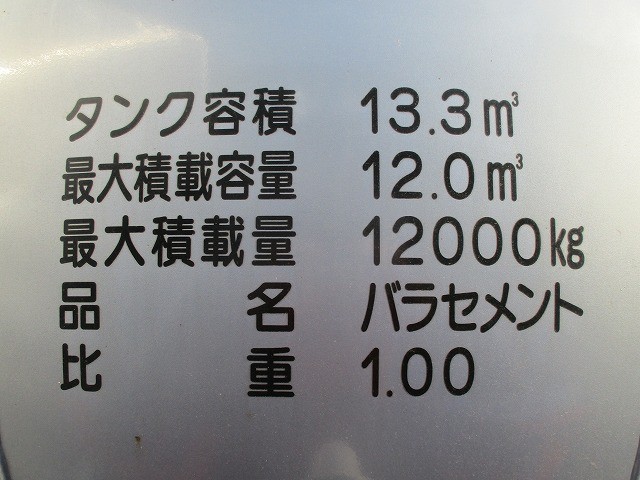 タンク容積 13.3㎥
最大積載容量 12.0㎥
最大積載量 12000kg
品名 バラセメント
比重 1.00